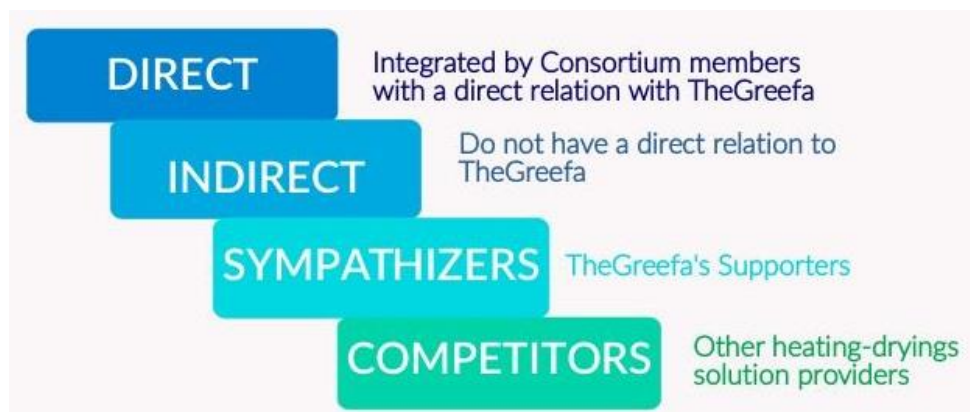 DIRECT
Integrated by Consortium members
with a direct relation with TheGreefa
INDIRECT
Do not have a direct relation to
TheGreefa
SYMPATHIZERS
TheGreefa's Supporters
COMPETITORS
Other heating-dryings
solution providers